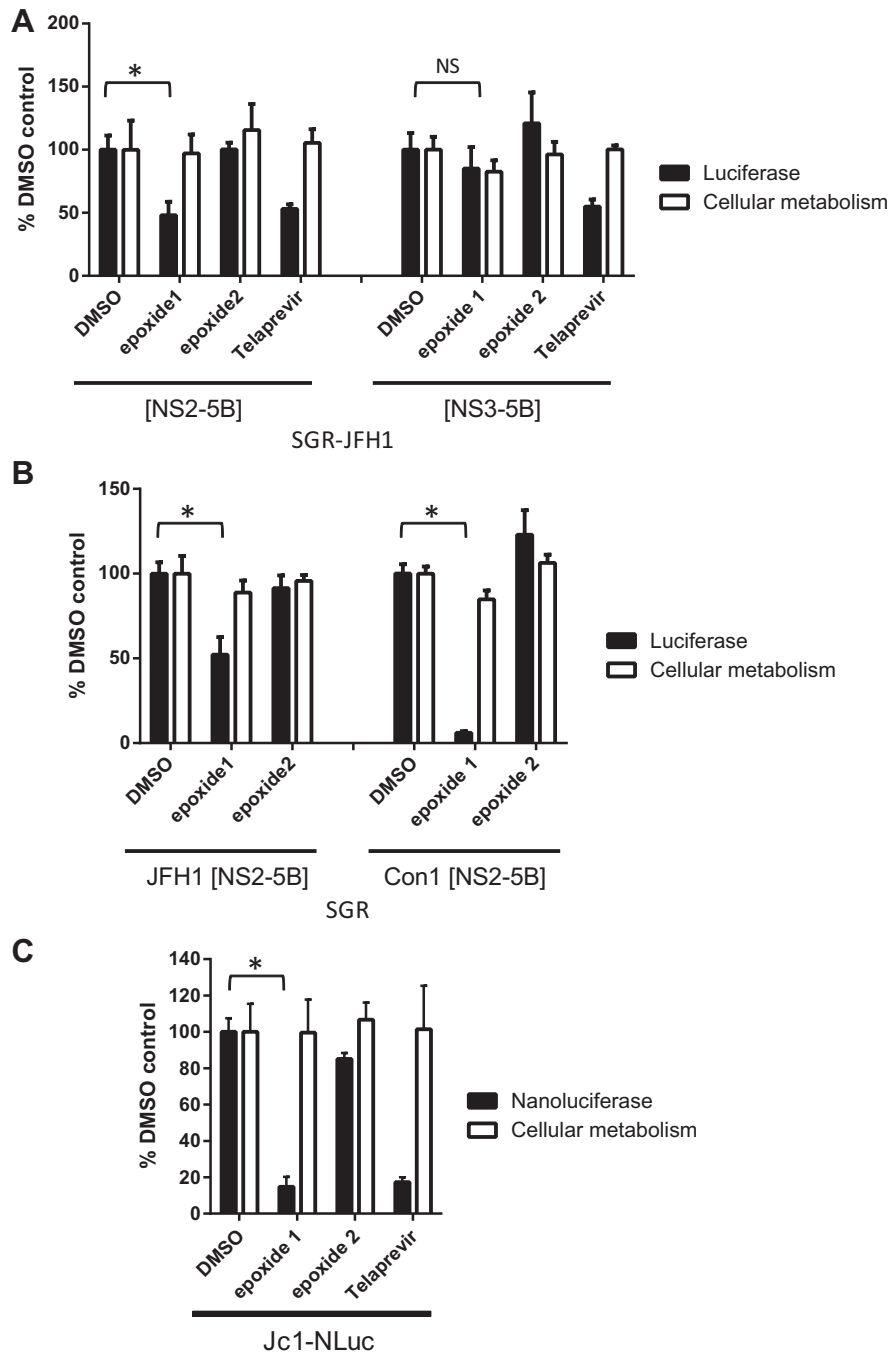 A
% DMSO control
200
150
100
50
0
*
NS
Luciferase
Cellular metabolism
DMSO
epoxide1
epoxide2
Telaprevir
DMSO
epoxide 1
epoxide 2
Telaprevir
[NS2-5B]
[NS3-5B]
SGR-JFH1
B
% DMSO control
150
100
50
0
*
*
Luciferase
Cellular metabolism
DMSO
epoxide1
epoxide2
DMSO
epoxide 1
epoxide 2
JFH1 [NS2-5B]
Con1 [NS2-5B]
SGR
C
% DMSO control
140
120
100
80
60
40
20
0
*
Nanoluciferase
Cellular metabolism
DMSO
epoxide 1
epoxide 2
Telaprevir
Jc1-NLuc